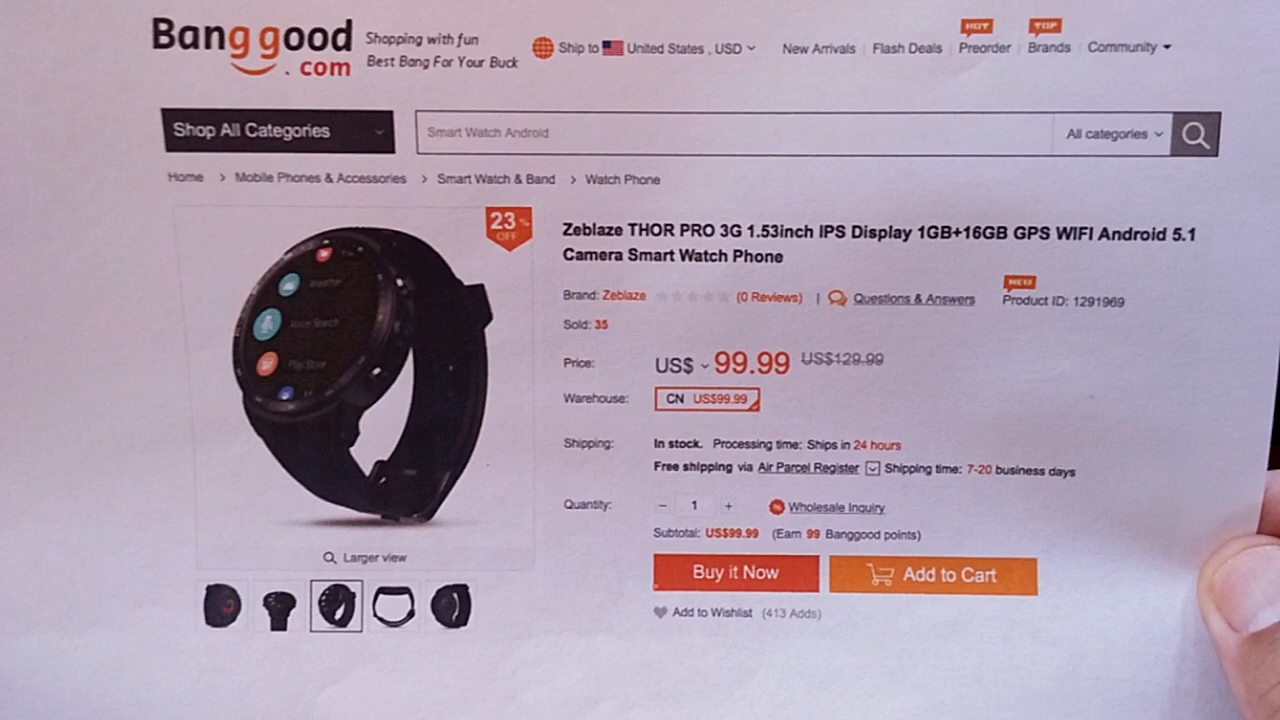 Banggood
.com
Shopping with fun
Best Bang For Your Buck
Ship to United States , USD
New Arrivals
Flash Deals
HOT
Preorder
TOP
Brands
Community
Shop All Categories
Smart Watch Android
All categories
Home > Mobile Phones & Accessories > Smart Watch & Band > Watch Phone
23%
OFF
Weather
Voice Search
Play Store
Larger view
Zeblaze THOR PRO 3G 1.53inch IPS Display 1GB+16GB GPS WIFI Android 5.1
Camera Smart Watch Phone
Brand: Zeblaze (0 Reviews) | Questions & Answers
NEW
Product ID: 1291969
Sold: 35
Price: US$ 99.99 US$129.99
Warehouse: CN US$99.99
Shipping: In stock. Processing time: Ships in 24 hours
Free shipping via Air Parcel Register Shipping time: 7-20 business days
Quantity: − 1 + Wholesale Inquiry
Subtotal: US$99.99 (Earn 99 Banggood points)
Buy it Now
Add to Cart
Add to Wishlist (413 Adds)